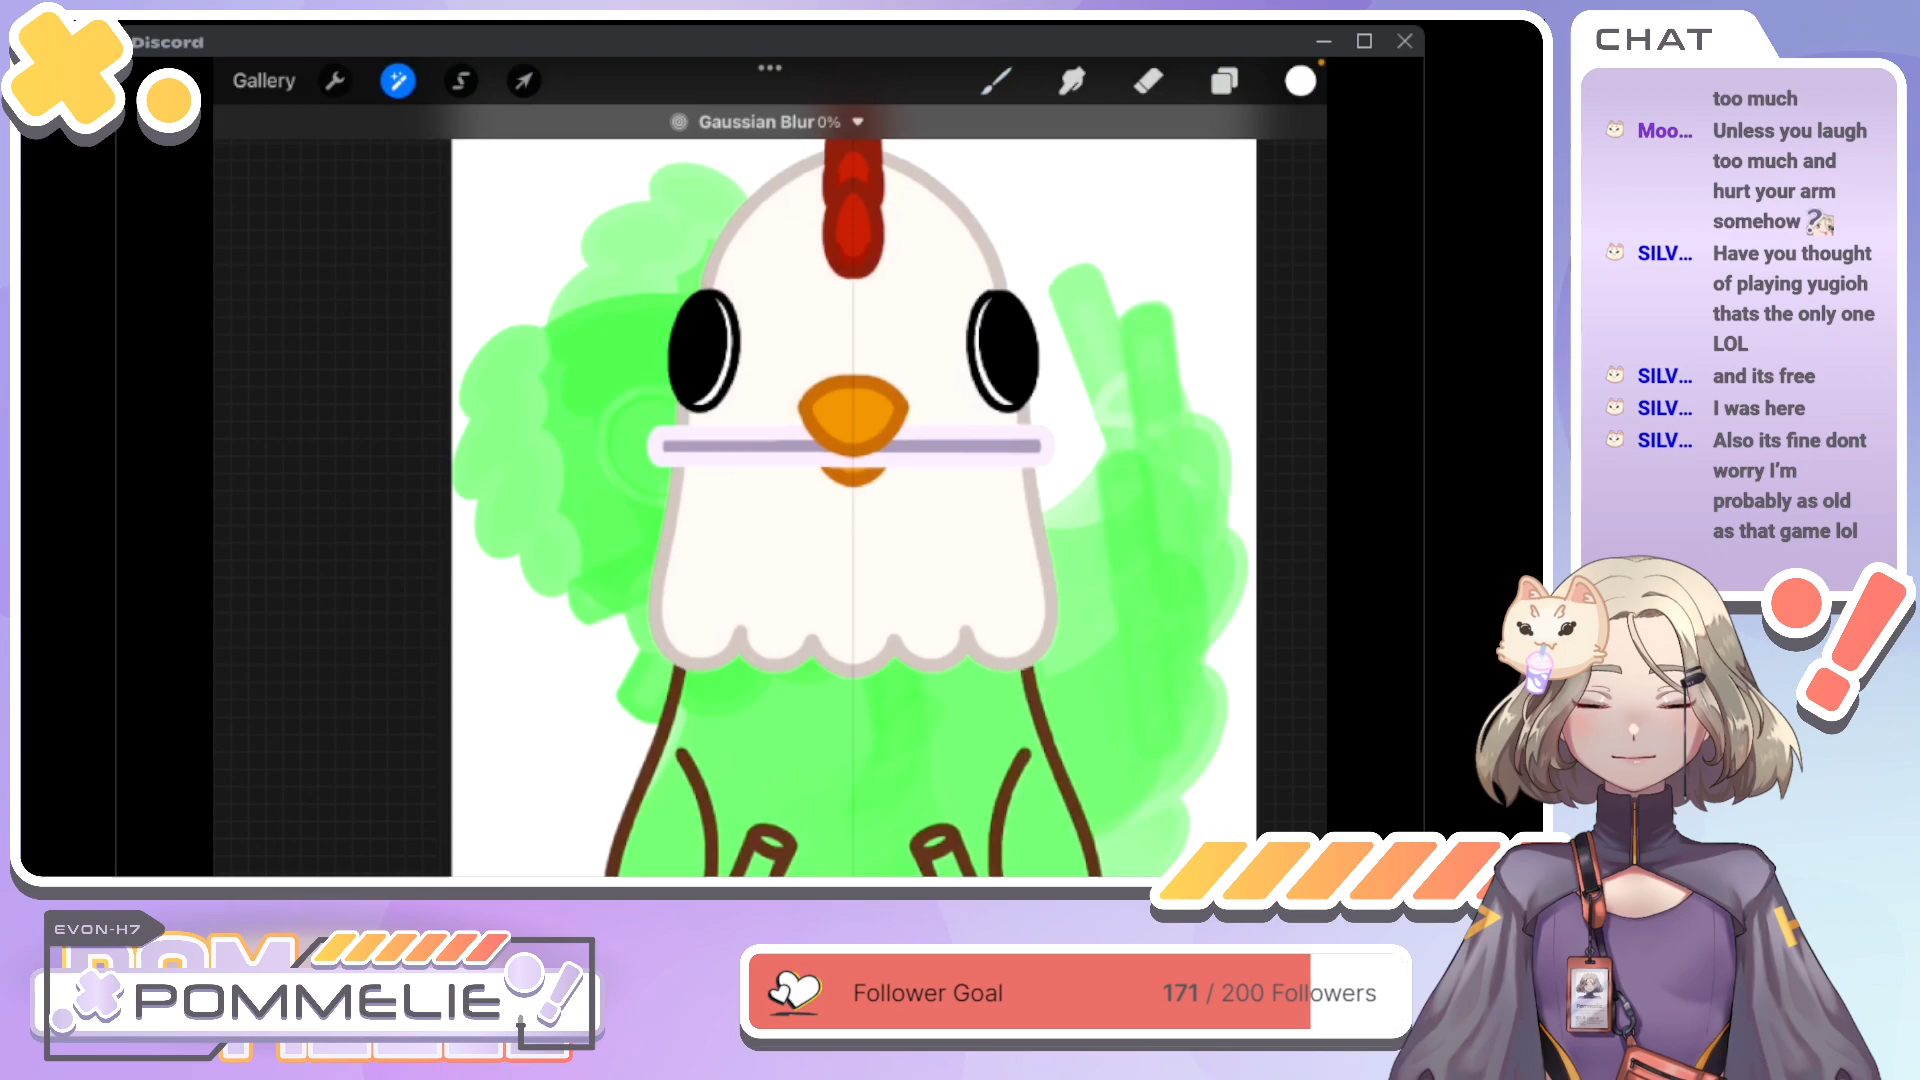 Discord
Gallery
Gaussian Blur 0%
CHAT
too much
Moo... Unless you laugh
too much and
hurt your arm
somehow
SILV... Have you thought
of playing yugioh
thats the only one
LOL
SILV... and its free
SILV... I was here
SILV... Also its fine dont
worry I'm
probably as old
as that game lol
EVON-H7
POMMELIE
Follower Goal 171 / 200 Followers